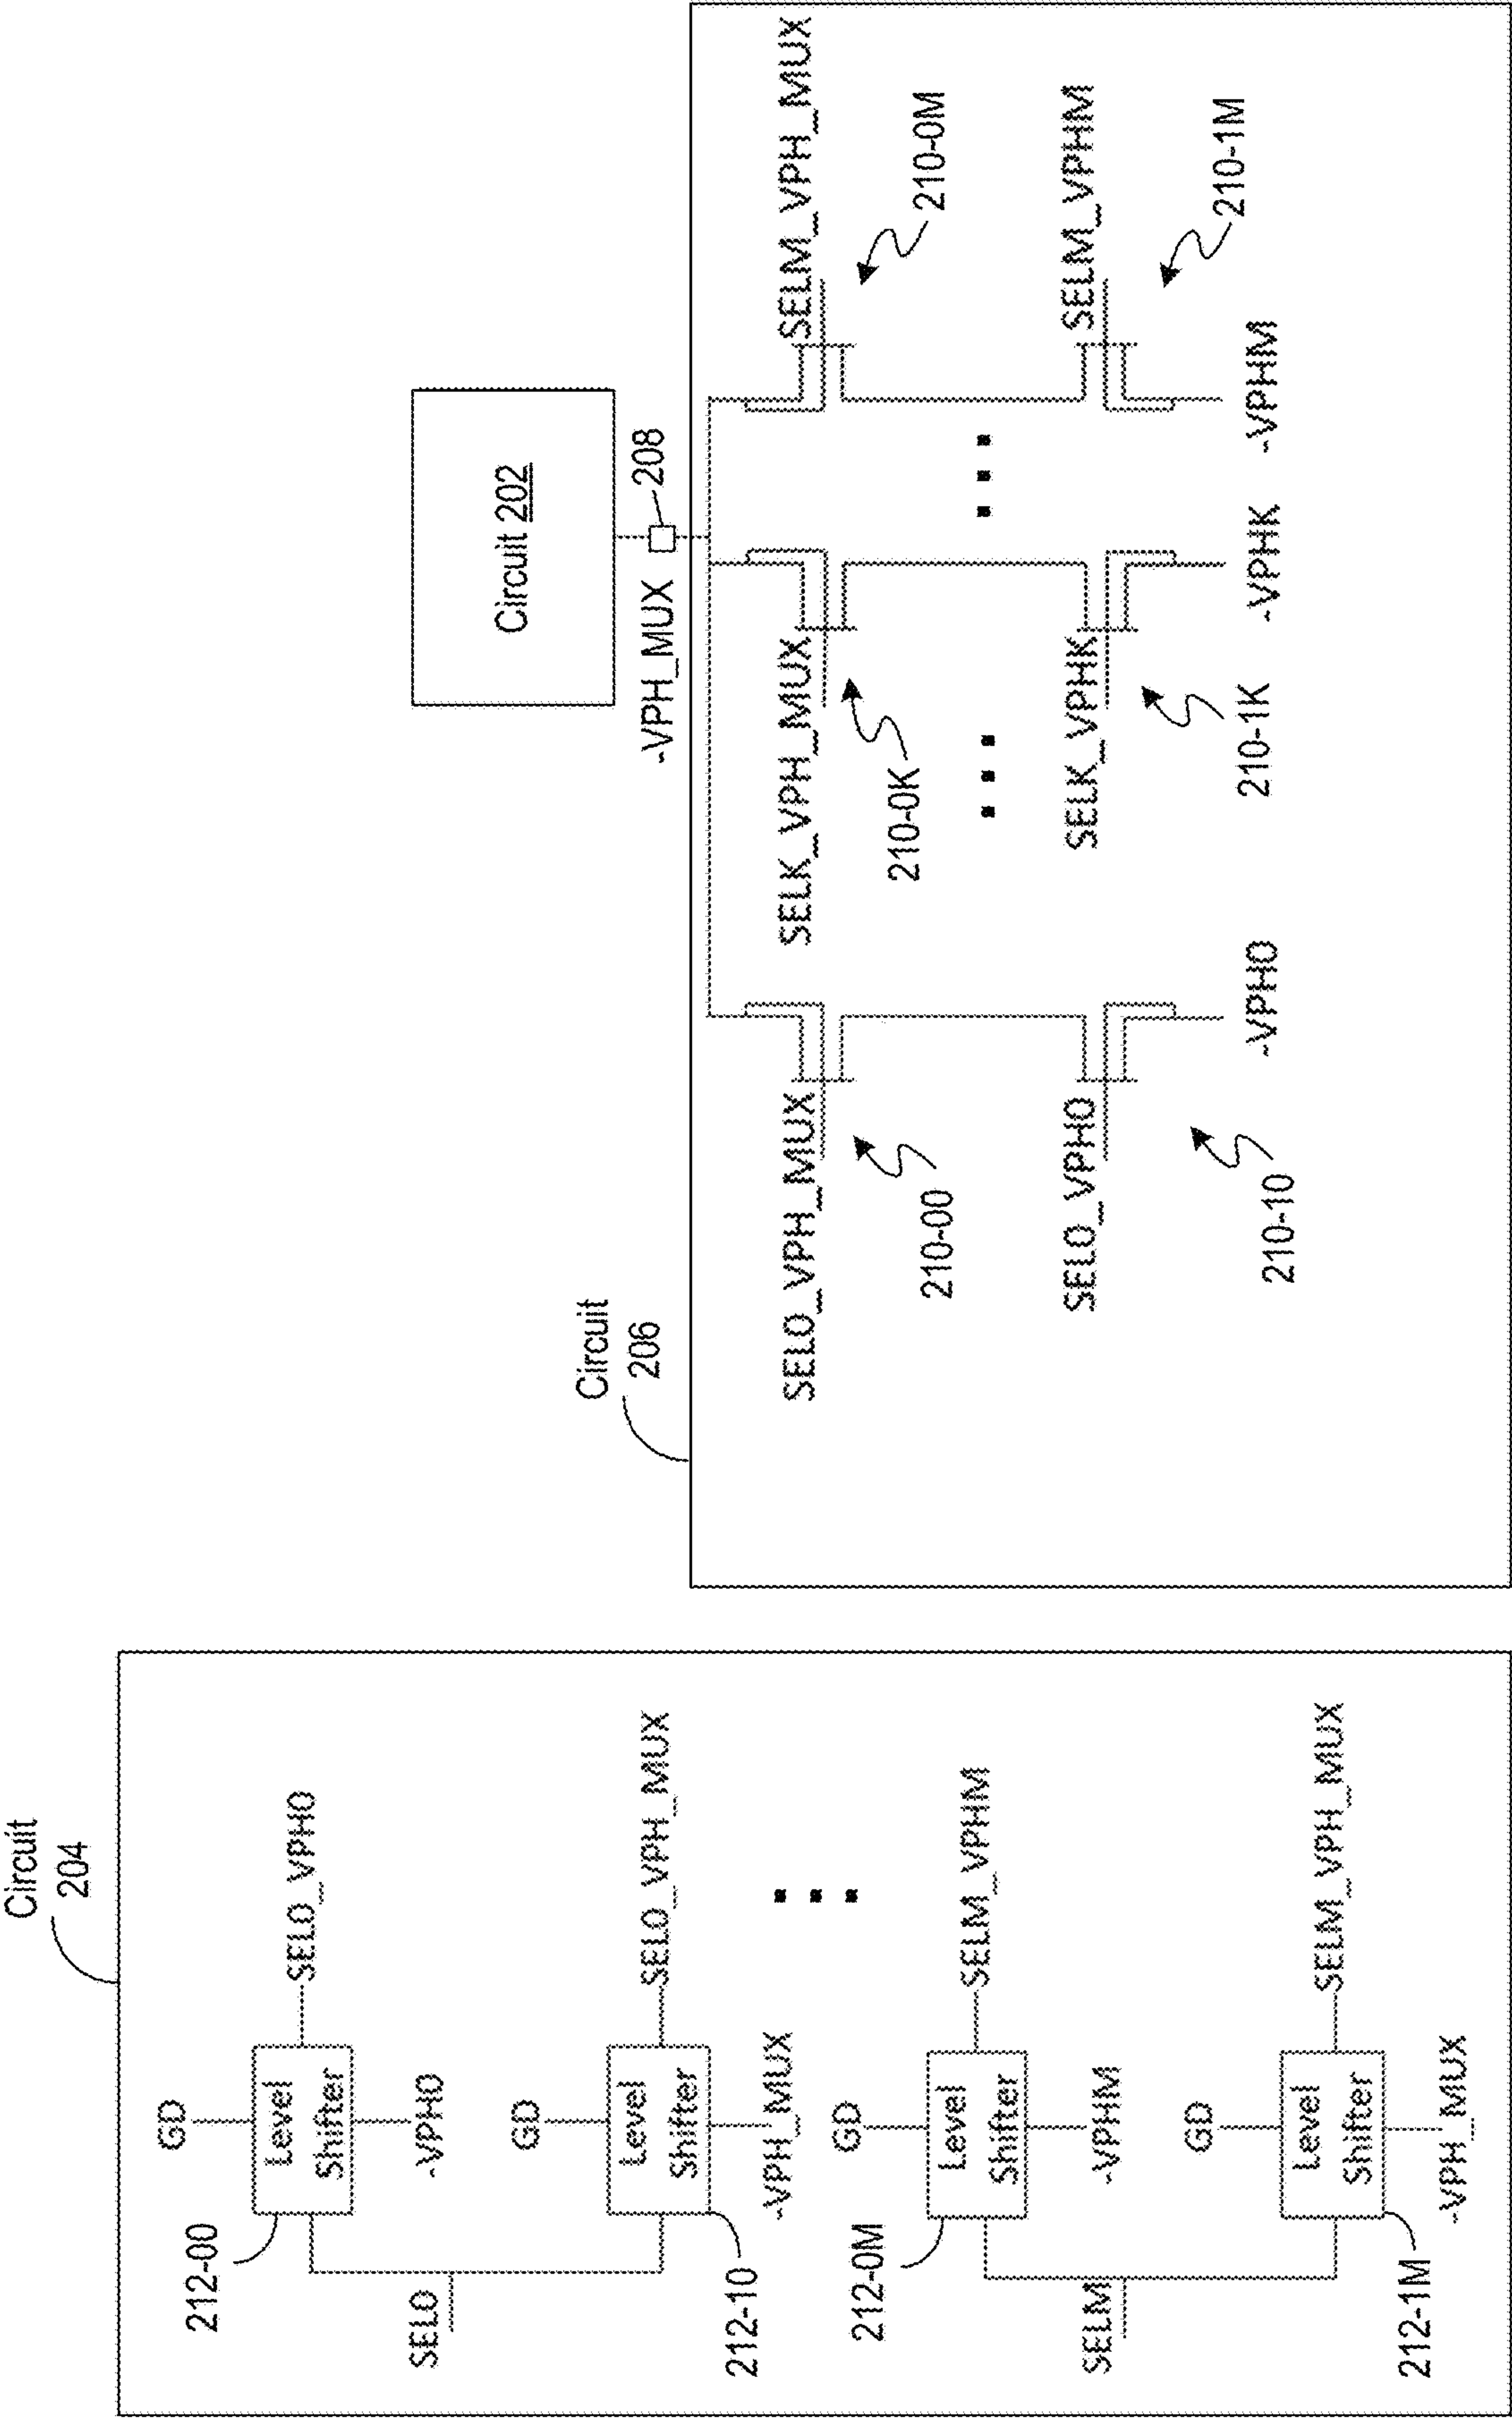 Circuit
204
212-00
GD
Level
Shifter
-VPH0
SEL0_VPH0
SEL0
212-10
GD
Level
Shifter
-VPH_MUX
SEL0_VPH_MUX
212-0M
GD
Level
Shifter
-VPHM
SELM_VPHM
SELM
212-1M
GD
Level
Shifter
-VPH_MUX
SELM_VPH_MUX
Circuit 202
-VPH_MUX
208
Circuit
206
SEL0_VPH_MUX
210-00
SELK_VPH_MUX
210-0K
SELM_VPH_MUX
210-0M
SEL0_VPH0
210-10
-VPH0
SELK_VPHK
210-1K
-VPHK
SELM_VPHM
210-1M
-VPHM